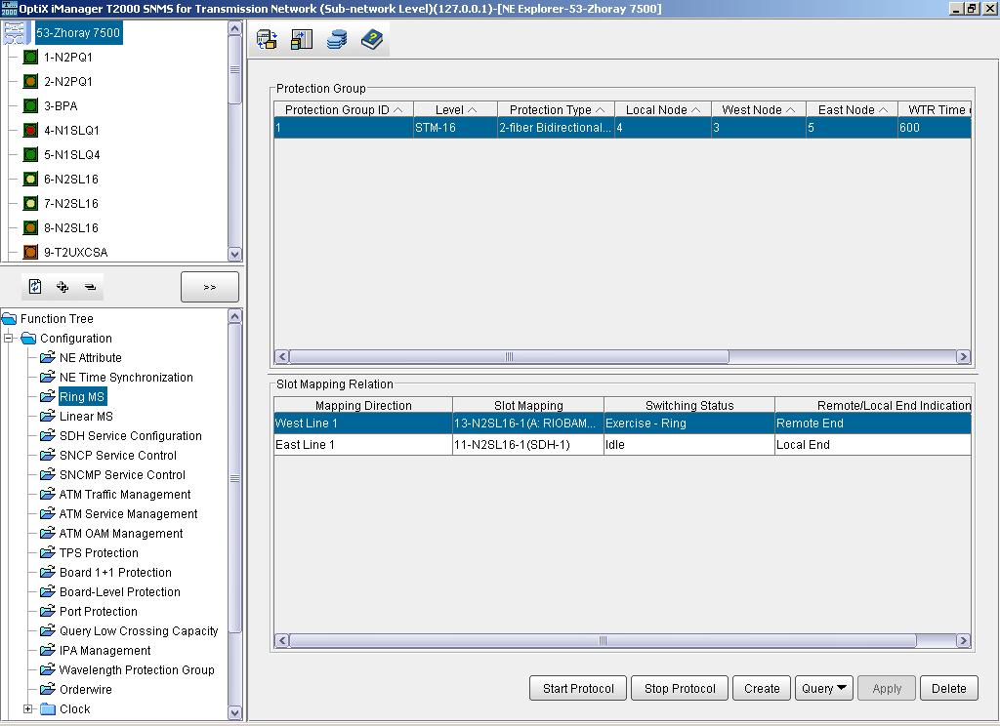 OptiX iManager T2000 SNMS for Transmission Network (Sub-network Level)(127.0.0.1)-[NE Explorer-53-Zhoray 7500]
53-Zhoray 7500
1-N2PQ1
2-N2PQ1
3-BPA
4-N1SLQ1
5-N1SLQ4
6-N2SL16
7-N2SL16
8-N2SL16
9-T2UXCSA
>>
Function Tree
Configuration
NE Attribute
NE Time Synchronization
Ring MS
Linear MS
SDH Service Configuration
SNCP Service Control
SNCMP Service Control
ATM Traffic Management
ATM Service Management
ATM OAM Management
TPS Protection
Board 1+1 Protection
Board-Level Protection
Port Protection
Query Low Crossing Capacity
IPA Management
Wavelength Protection Group
Orderwire
Clock
Protection Group
Protection Group ID Level Protection Type Local Node West Node East Node WTR Time
1 STM-16 2-fiber Bidirectional... 4 3 5 600
Slot Mapping Relation
Mapping Direction Slot Mapping Switching Status Remote/Local End Indication
West Line 1 13-N2SL16-1(A: RIOBAM... Exercise - Ring Remote End
East Line 1 11-N2SL16-1(SDH-1) Idle Local End
Start Protocol Stop Protocol Create Query Apply Delete